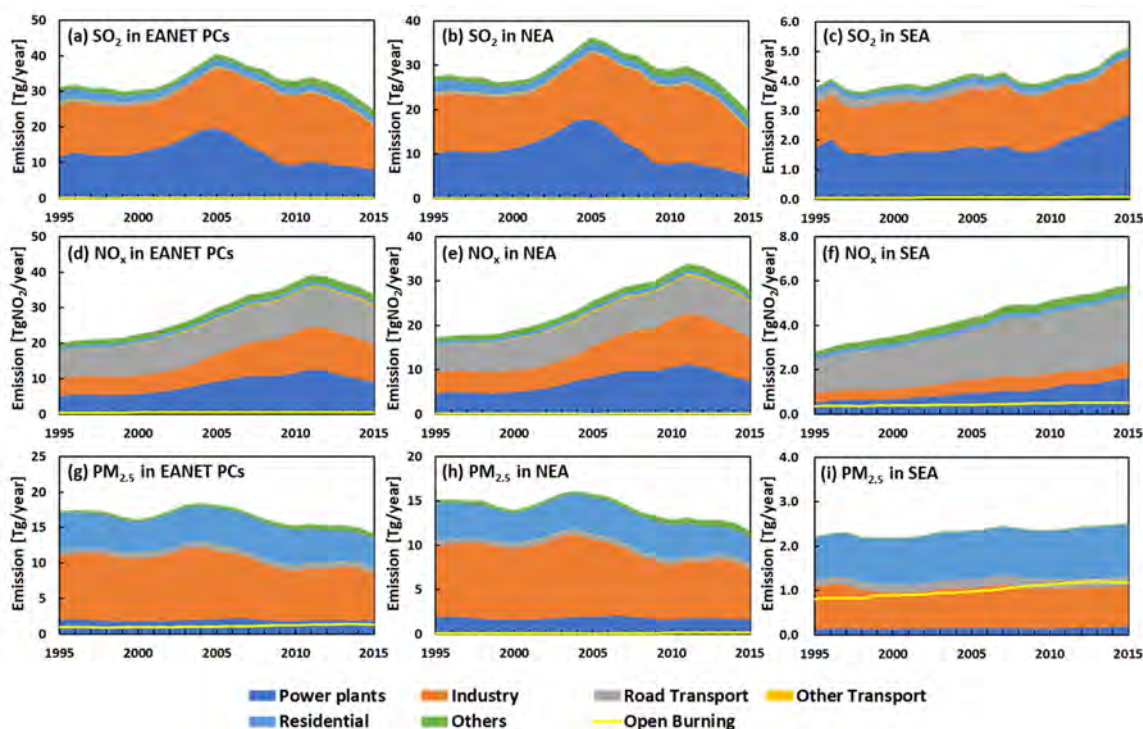 (a) SO₂ in EANET PCs
Emission [Tg/year]
50
40
30
20
10
0
1995 2000 2005 2010 2015
(b) SO₂ in NEA
Emission [Tg/year]
40
30
20
10
0
1995 2000 2005 2010 2015
(c) SO₂ in SEA
Emission [Tg/year]
6.0
5.0
4.0
3.0
2.0
1.0
0.0
1995 2000 2005 2010 2015
(d) NOₓ in EANET PCs
Emission [TgNO₂/year]
50
40
30
20
10
0
1995 2000 2005 2010 2015
(e) NOₓ in NEA
Emission [TgNO₂/year]
40
30
20
10
0
1995 2000 2005 2010 2015
(f) NOₓ in SEA
Emission [TgNO₂/year]
8.0
6.0
4.0
2.0
0.0
1995 2000 2005 2010 2015
(g) PM₂.₅ in EANET PCs
Emission [Tg/year]
25
20
15
10
5
0
1995 2000 2005 2010 2015
(h) PM₂.₅ in NEA
Emission [Tg/year]
20
15
10
5
0
1995 2000 2005 2010 2015
(i) PM₂.₅ in SEA
Emission [Tg/year]
4.0
3.0
2.0
1.0
0.0
1995 2000 2005 2010 2015
Power plants Industry Road Transport Other Transport
Residential Others Open Burning